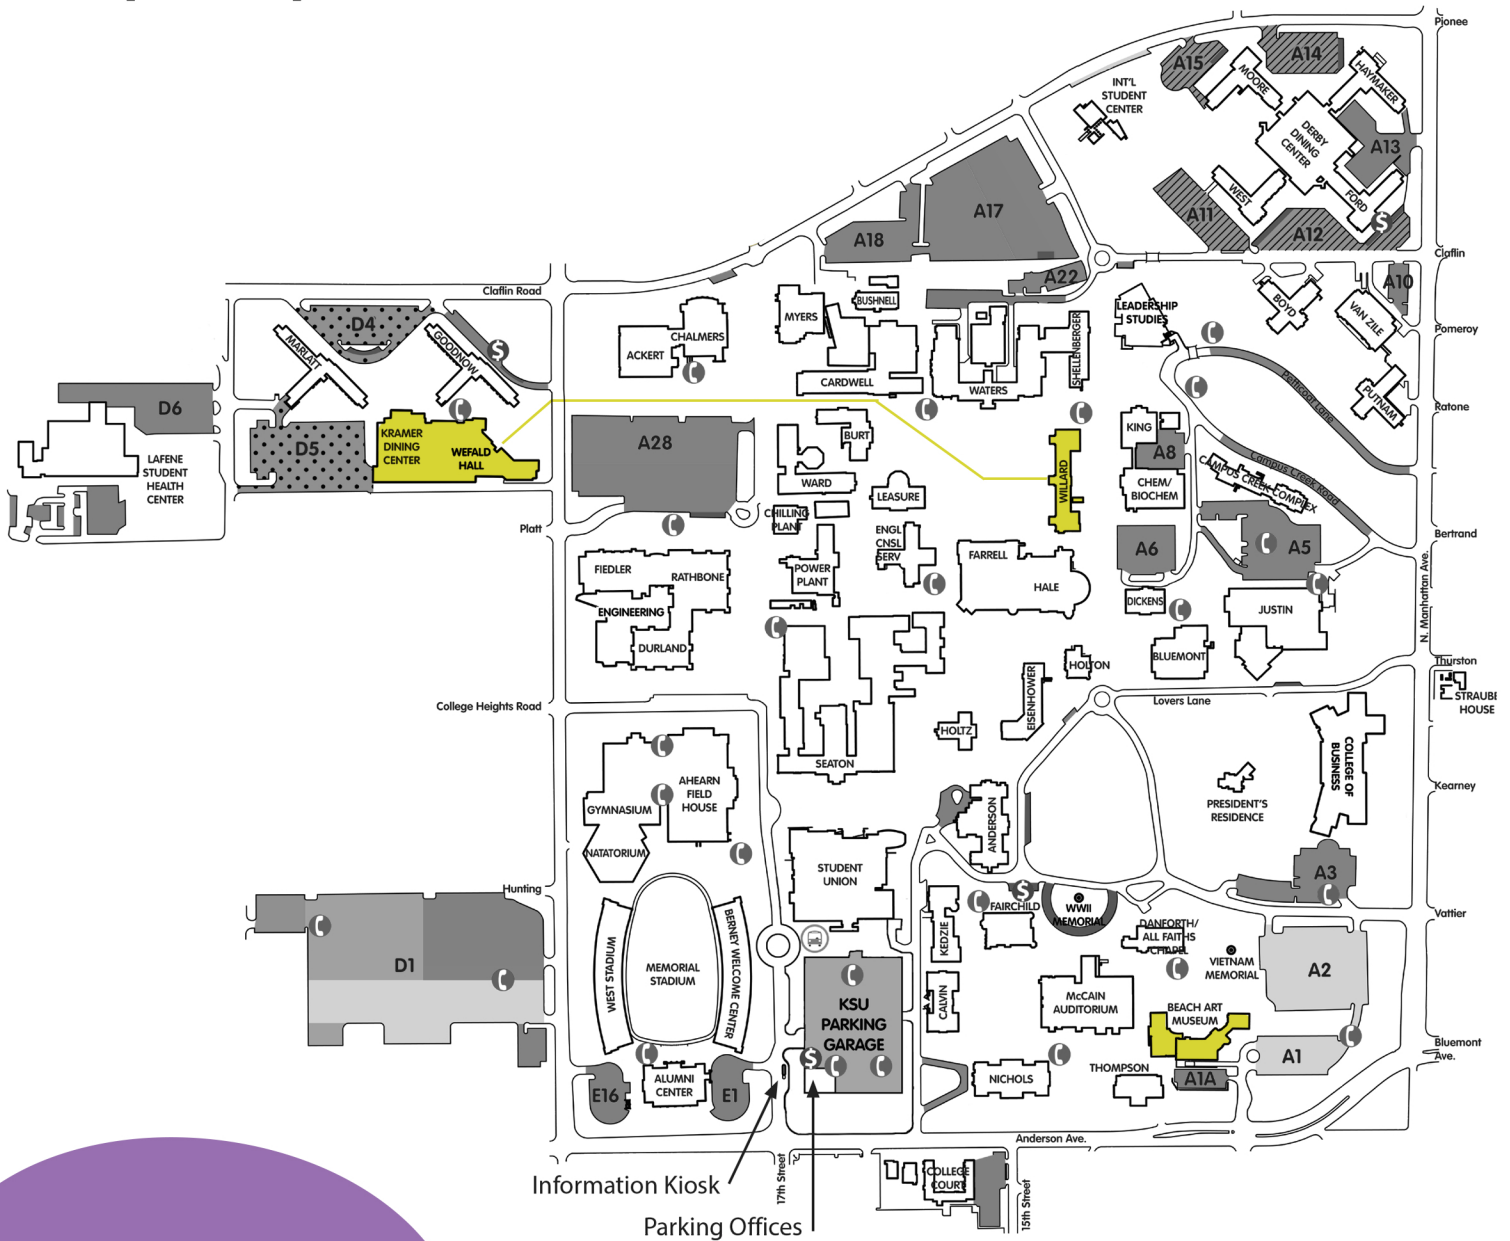 Pionee
A15
A14
MOORE
HAYMAKER
INT'L
STUDENT
CENTER
DERBY
DINING
CENTER
A13
WEST
FORD
$
A11
A12
A17
A18
Claflin
A22
A10
Claflin Road
D4
MARLATT
GOODNOW
$
CHALMERS
ACKERT
MYERS
BUSHNELL
CARDWELL
WATERS
SHELLENBERGER
LEADERSHIP
STUDIES
BOYD
VAN ZILE
Pomeroy
Petticoat Lane
PUTNAM
Ratone
D6
D5
KRAMER
DINING
CENTER
WEFALD
HALL
LAFENE
STUDENT
HEALTH
CENTER
A28
BURT
WARD
LEASURE
WILLARD
KING
A8
CHEM/
BIOCHEM
Campus Creek Road
CAMPUS CREEK COMPLEX
Platt
CHILLING
PLANT
ENGL
CNSL
SERV
POWER
PLANT
FARRELL
HALE
A6
A5
Bertrand
FIEDLER
RATHBONE
ENGINEERING
DURLAND
DICKENS
JUSTIN
BLUEMONT
N. Manhattan Ave.
HOLTON
EISENHOWER
HOLTZ
SEATON
Thurston
STRAUBE
HOUSE
Lovers Lane
College Heights Road
AHEARN
FIELD
HOUSE
GYMNASIUM
NATATORIUM
COLLEGE OF
BUSINESS
PRESIDENT'S
RESIDENCE
Kearney
ANDERSON
STUDENT
UNION
A3
Hunting
D1
WEST STADIUM
MEMORIAL
STADIUM
BERNEY WELCOME CENTER
KEDZIE
$
FAIRCHILD
WWII
MEMORIAL
DANFORTH/
ALL FAITHS
CHAPEL
VIETNAM
MEMORIAL
Vattier
A2
KSU
PARKING
GARAGE
$
CALVIN
McCAIN
AUDITORIUM
BEACH ART
MUSEUM
A1
Bluemont
Ave.
E16
ALUMNI
CENTER
E1
NICHOLS
THOMPSON
A1A
Anderson Ave.
17th Street
COLLEGE
COURT
15th Street
Information Kiosk
Parking Offices